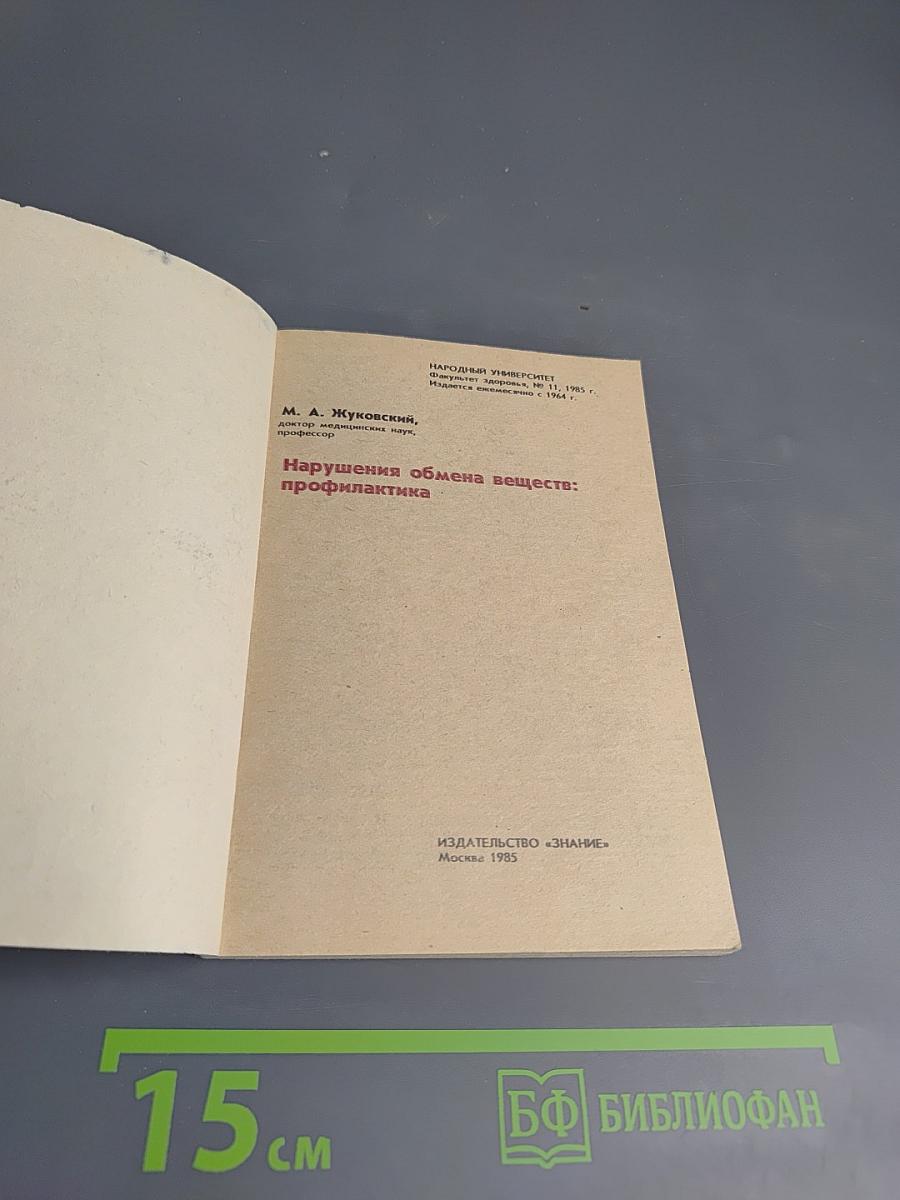 НАРОДНЫЙ УНИВЕРСИТЕТ
Факультет здоровья, № 11, 1985 г.
Издается ежемесячно с 1964 г.
М. А. Жуковский,
доктор медицинских наук,
профессор
Нарушения обмена веществ:
профилактика
ИЗДАТЕЛЬСТВО «ЗНАНИЕ»
Москва 1985
15 см
БФ БИБЛИОФАН